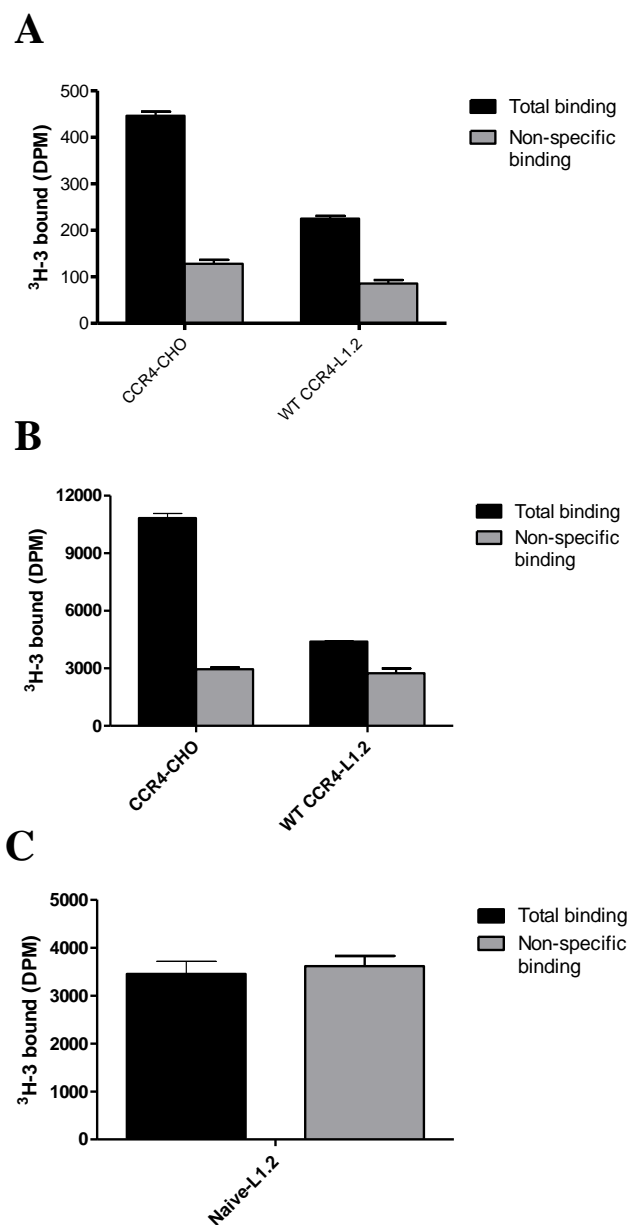 A
500
400
300
200
100
0
³H-3 bound (DPM)
CCR4-CHO
WT CCR4-L1.2
Total binding
Non-specific
binding
B
12000
9000
6000
3000
0
³H-3 bound (DPM)
CCR4-CHO
WT CCR4-L1.2
Total binding
Non-specific
binding
C
5000
4000
3000
2000
1000
0
³H-3 bound (DPM)
Naive-L1.2
Total binding
Non-specific
binding